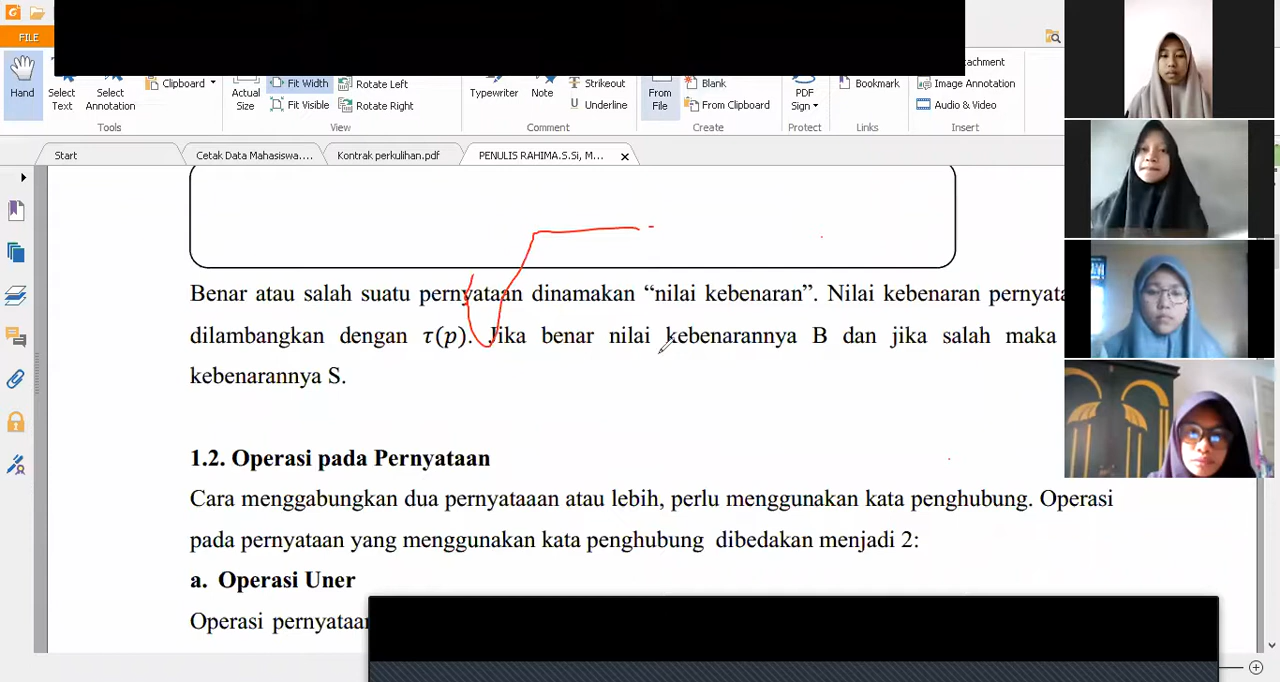 FILE
Hand
Select Text
Select Annotation
Clipboard
Tools
Actual Size
Fit Width
Fit Visible
Rotate Left
Rotate Right
View
Typewriter
Note
Strikeout
Underline
Comment
From File
Blank
From Clipboard
Create
PDF Sign
Protect
Bookmark
Links
Image Annotation
Audio & Video
Insert
Start
Cetak Data Mahasiswa....
Kontrak perkulihan.pdf
PENULIS RAHIMA.S.Si, M...
Benar atau salah suatu pernyataan dinamakan “nilai kebenaran”. Nilai kebenaran
dilambangkan dengan τ(p). Jika benar nilai kebenarannya B dan jika salah maka
kebenarannya S.
1.2. Operasi pada Pernyataan
Cara menggabungkan dua pernyataaan atau lebih, perlu menggunakan kata penghubung. Operasi
pada pernyataan yang menggunakan kata penghubung dibedakan menjadi 2:
a. Operasi Uner
Operasi